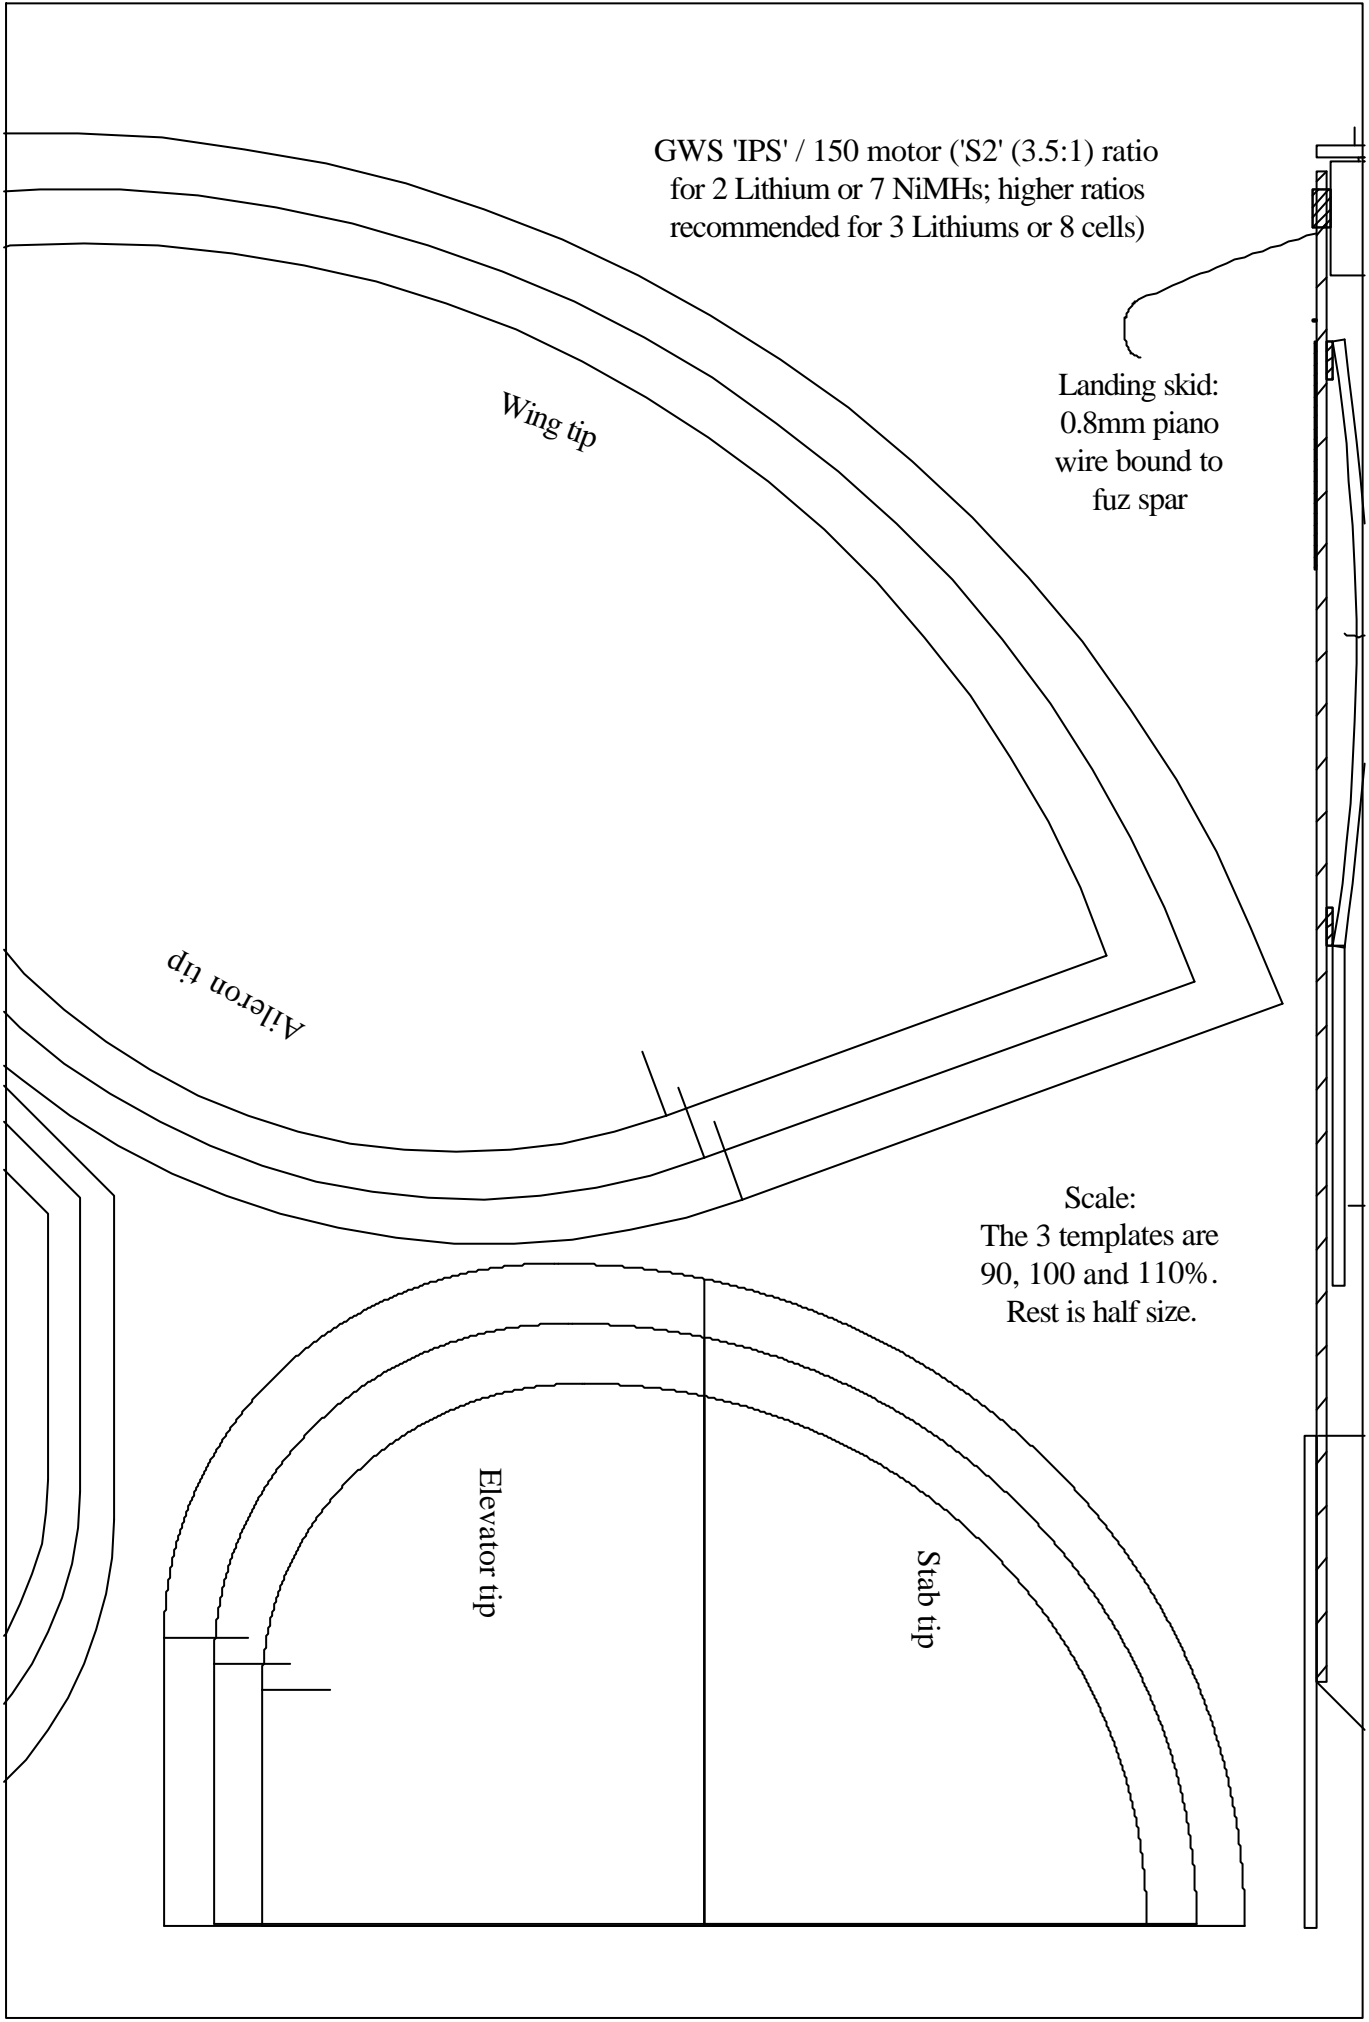 GWS 'IPS' / 150 motor ('S2' (3.5:1) ratio
for 2 Lithium or 7 NiMHs; higher ratios
recommended for 3 Lithiums or 8 cells)
Landing skid:
0.8mm piano
wire bound to
fuz spar
Wing tip
Aileron tip
Scale:
The 3 templates are
90, 100 and 110%.
Rest is half size.
Elevator tip
Stab tip